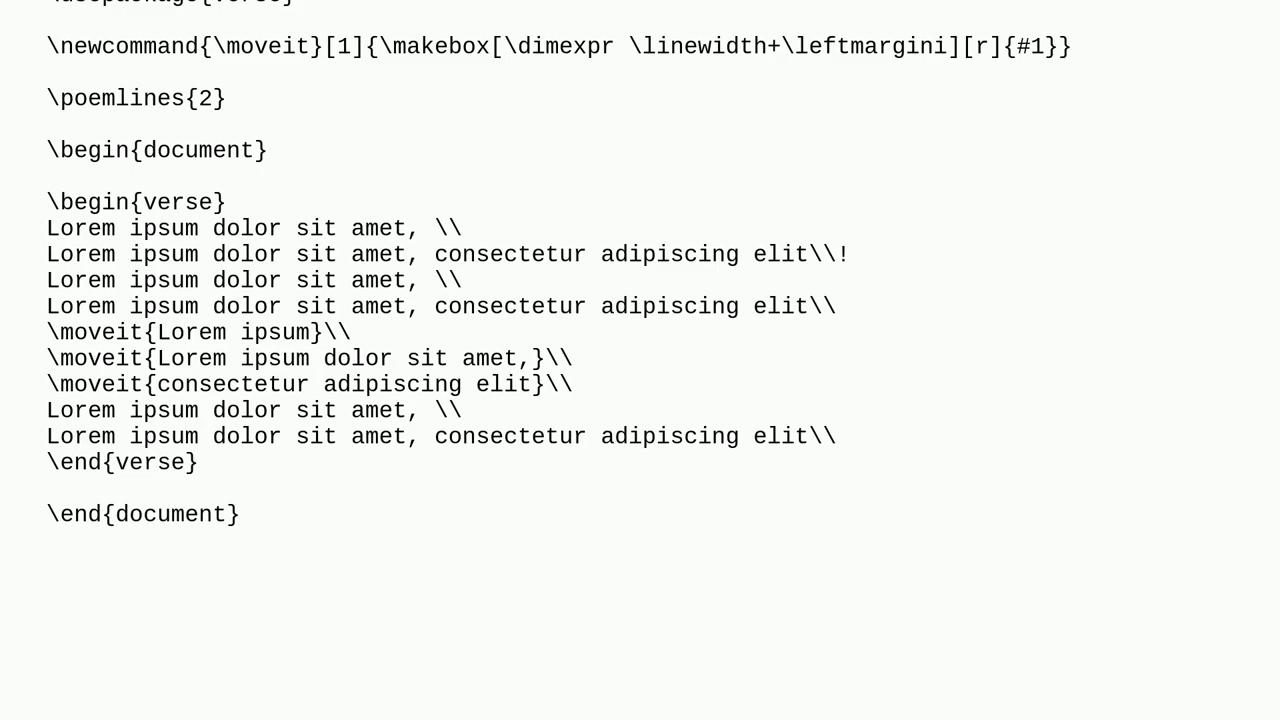 \usepackage{verse}
\newcommand{\moveit}[1]{\makebox[\dimexpr \linewidth+\leftmargini][r]{#1}}
\poemlines{2}
\begin{document}
\begin{verse}
Lorem ipsum dolor sit amet, \\
Lorem ipsum dolor sit amet, consectetur adipiscing elit\\!
Lorem ipsum dolor sit amet, \\
Lorem ipsum dolor sit amet, consectetur adipiscing elit\\
\moveit{Lorem ipsum}\\
\moveit{Lorem ipsum dolor sit amet,}\\
\moveit{consectetur adipiscing elit}\\
Lorem ipsum dolor sit amet, \\
Lorem ipsum dolor sit amet, consectetur adipiscing elit\\
\end{verse}
\end{document}